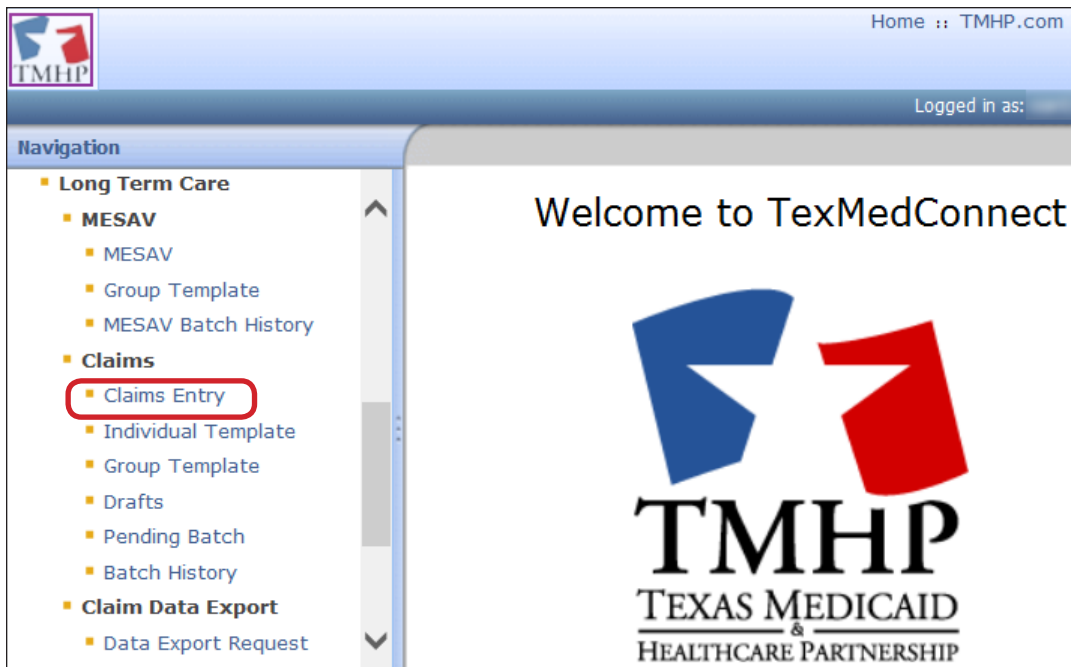 TMHP
Home :: TMHP.com
Logged in as:
Navigation
Long Term Care
MESAV
MESAV
Group Template
MESAV Batch History
Claims
Claims Entry
Individual Template
Group Template
Drafts
Pending Batch
Batch History
Claim Data Export
Data Export Request
Welcome to TexMedConnect
TMHP
TEXAS MEDICAID
&
HEALTHCARE PARTNERSHIP